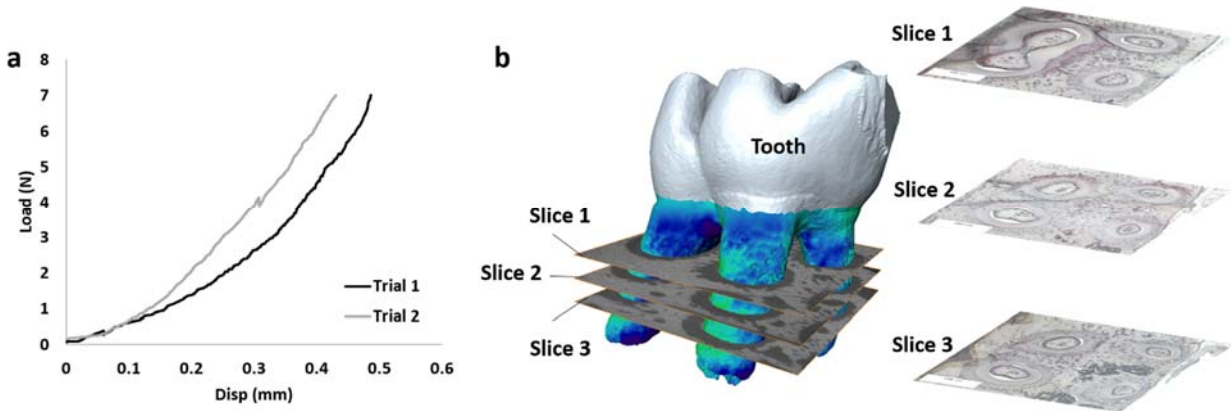 a
Load (N)
8
7
6
5
4
3
2
1
0
0 0.1 0.2 0.3 0.4 0.5 0.6
Disp (mm)
Trial 1
Trial 2
b
Tooth
Slice 1
Slice 2
Slice 3
Slice 1
Slice 2
Slice 3